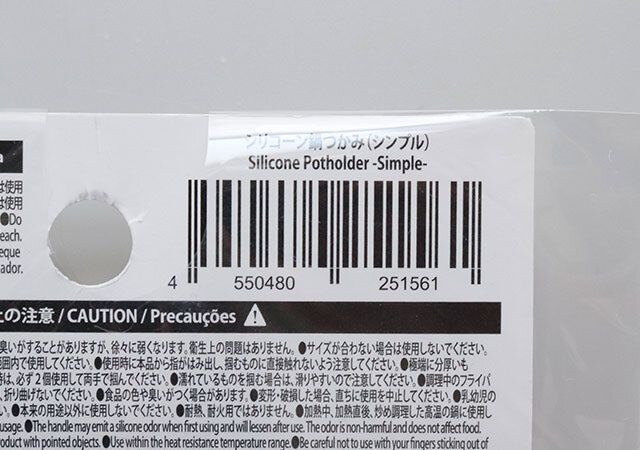 シリコーン鍋つかみ(シンプル)
Silicone Potholder -Simple-
a
は使用
は使用
●Do
each.
eque
ador.
4 550480 251561
上の注意 / CAUTION / Precauções
臭いがすることがありますが、徐々に弱くなります。衛生上の問題はありません。●サイズが合わない場合は使用しないでください。
範囲内で使用してください。●使用時に本品から指がはみ出し、掴むものに直接触れないよう注意してください。●極端に分厚いも
時は、必ず2個使用して両手で掴んでください。●濡れているものを掴む場合は、滑りやすいので注意してください。●調理中のフライパ
、折り曲げないでください。●食品の色や臭いがつく場合があります。●変形・破損した場合、直ちに使用を中止してください。●乳幼児の
い。●本来の用途以外に使用しないでください。●耐熱、耐火用ではありません。●加熱中、加熱直後、炒め調理した高温の鍋に使用し
usage. ●The handle may emit a silicone odor when first using and will lessen after use. The odor is non-harmful and does not affect food.
product with pointed objects. ●Use within the heat resistance temperature range. ●Be careful not to use with your fingers sticking out of